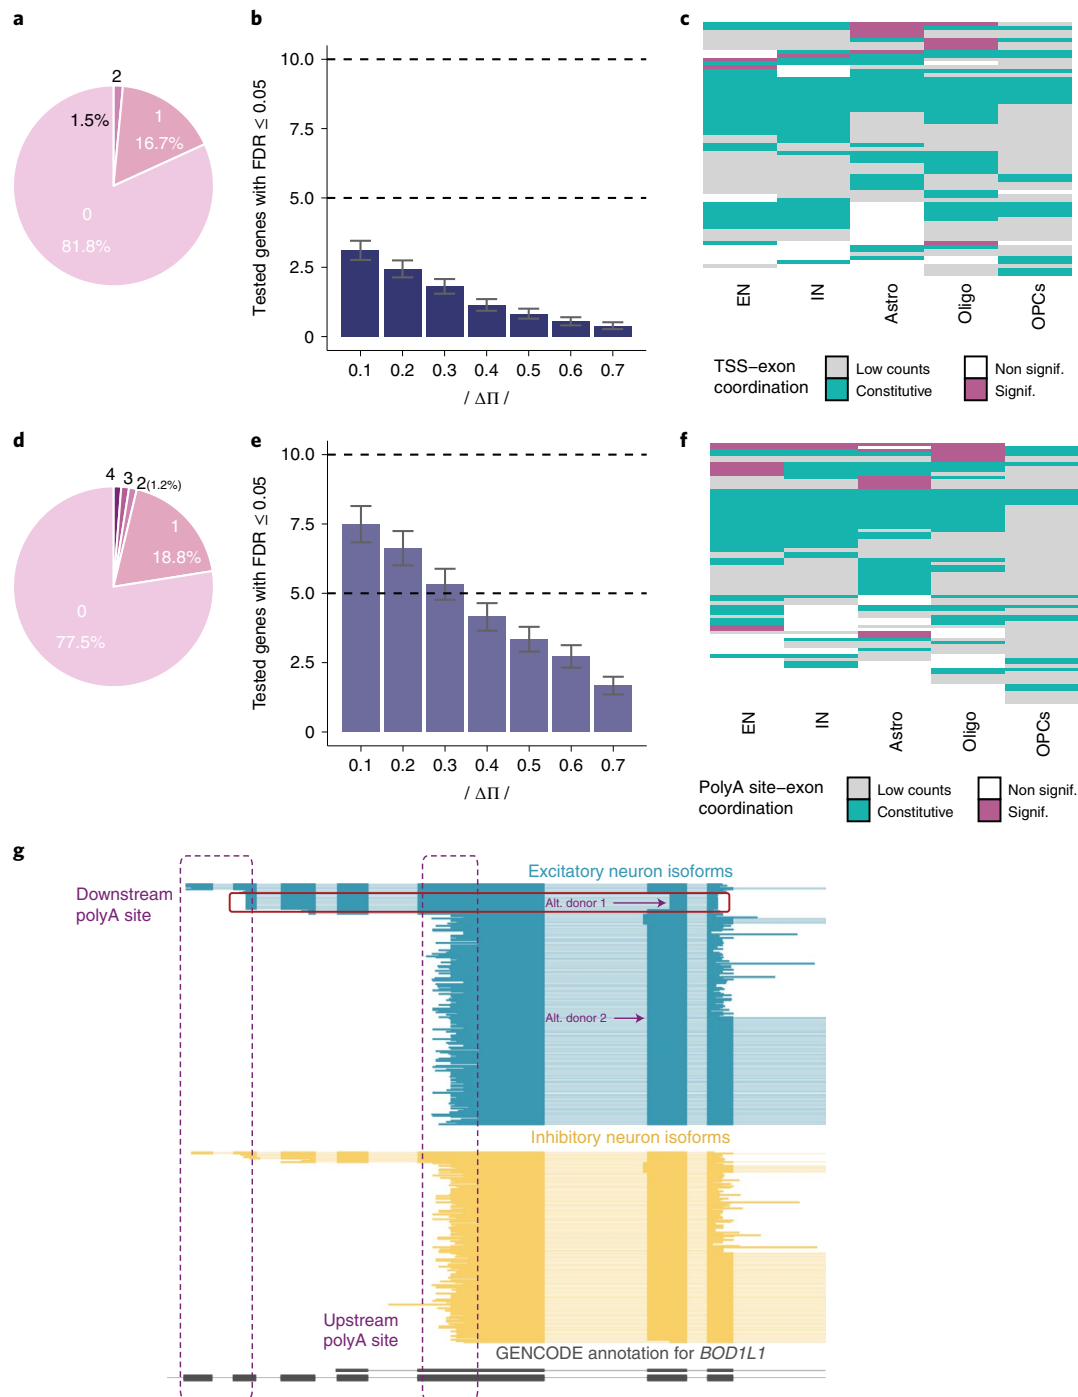 a
2
1.5%
1
16.7%
0
81.8%
b
Tested genes with FDR ≤ 0.05
10.0
7.5
5.0
2.5
0
0.1 0.2 0.3 0.4 0.5 0.6 0.7
/ ΔΠ /
c
EN IN Astro Oligo OPCs
TSS–exon coordination
Low counts
Constitutive
Non signif.
Signif.
d
4 3 2(1.2%)
1
18.8%
0
77.5%
e
Tested genes with FDR ≤ 0.05
10.0
7.5
5.0
2.5
0
0.1 0.2 0.3 0.4 0.5 0.6 0.7
/ ΔΠ /
f
EN IN Astro Oligo OPCs
PolyA site–exon
coordination
Low counts
Constitutive
Non signif.
Signif.
g
Downstream
polyA site
Excitatory neuron isoforms
Alt. donor 1
Alt. donor 2
Inhibitory neuron isoforms
Upstream
polyA site
GENCODE annotation for BOD1L1